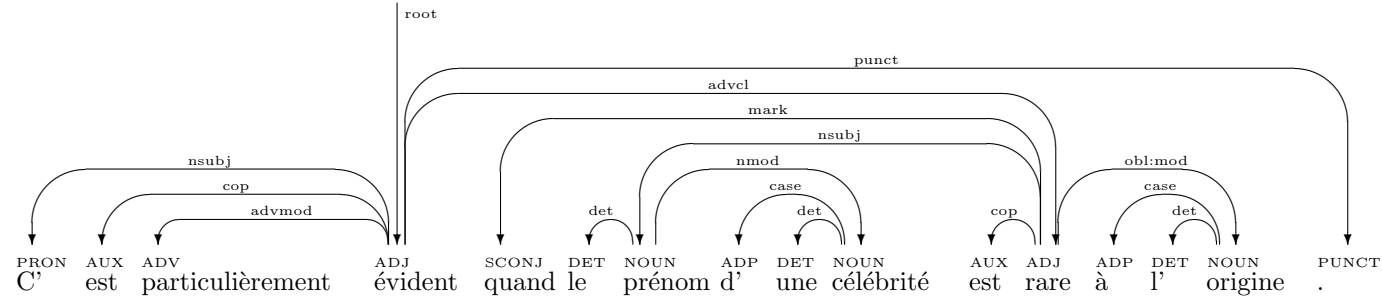 root
punct
advcl
mark
nsubj
nsubj nmod obl:mod
cop case case
advmod det det cop det
PRON AUX ADV ADJ SCONJ DET NOUN ADP DET NOUN AUX ADJ ADP DET NOUN PUNCT
C' est particulièrement évident quand le prénom d' une célébrité est rare à l' origine .